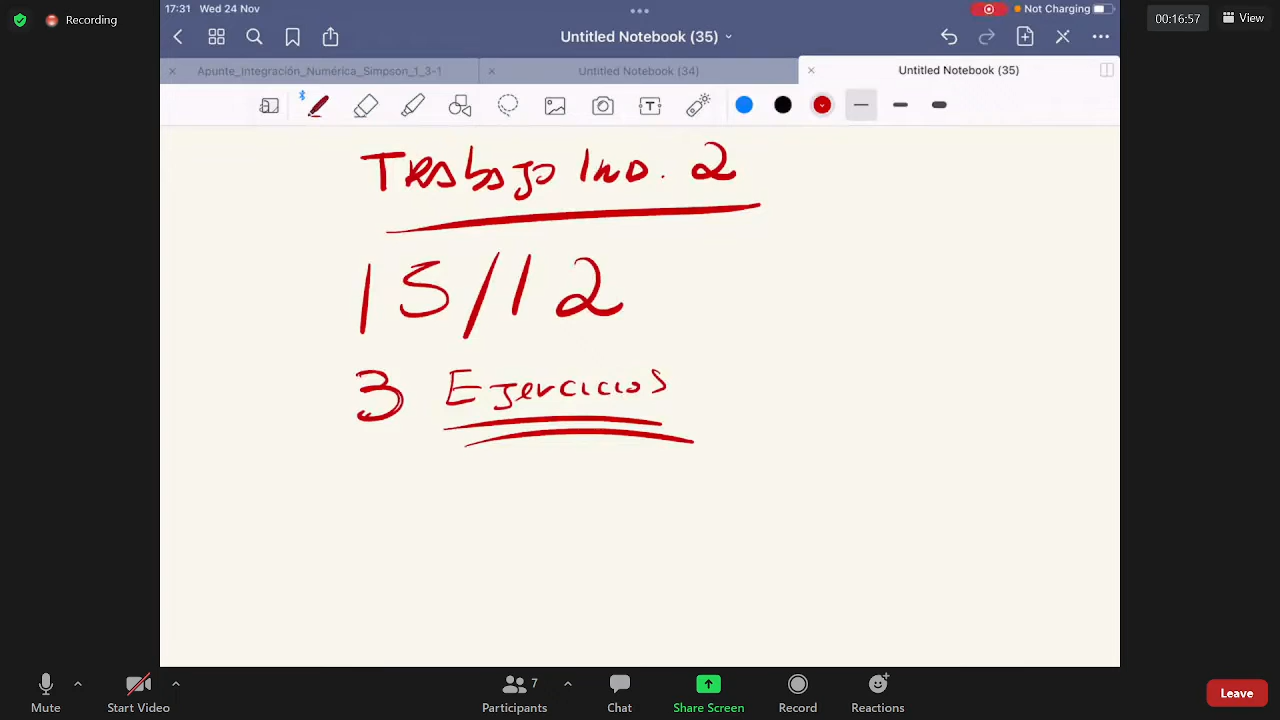 Recording
17:31 Wed 24 Nov
Not Charging
00:16:57
View
Untitled Notebook (35)
Apunte_Integración_Numérica_Simpson_1_3-1
Untitled Notebook (34)
Untitled Notebook (35)
Trabajo Ind. 2
15/12
3 Ejercicios
Mute
Start Video
Participants
7
Chat
Share Screen
Record
Reactions
Leave